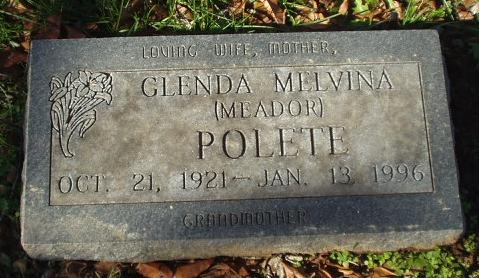 LOVING WIFE, MOTHER,
GLENDA MELVINA
(MEADOR)
POLETE
OCT. 21, 1921 – JAN. 13, 1996
GRANDMOTHER